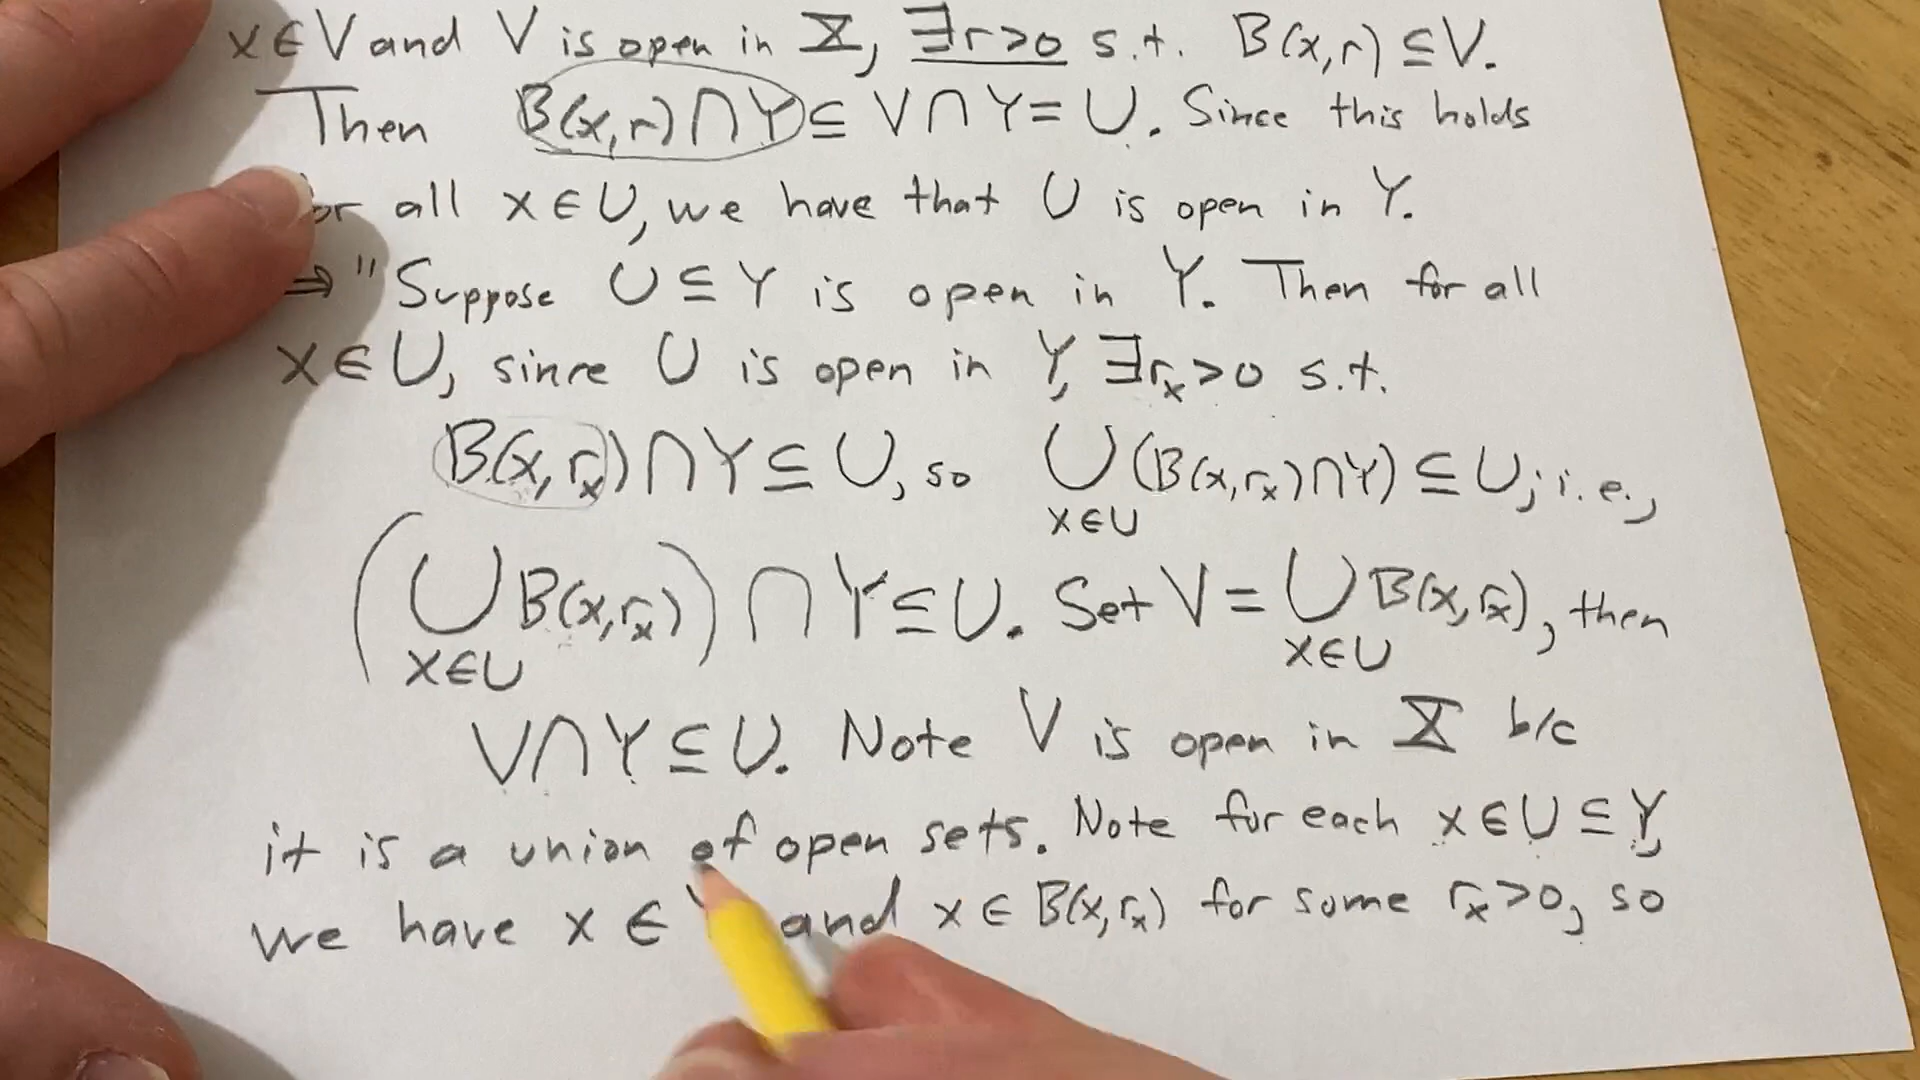 x∈V and V is open in X, ∃r>0 s.t. B(x,r) ⊆ V.
Then B(x,r)∩Y ⊆ V∩Y = U. Since this holds
all x∈U, we have that U is open in Y.
⇒" Suppose U⊆Y is open in Y. Then for all
x∈U, since U is open in Y, ∃rₓ>0 s.t.
B(x,rₓ)∩Y⊆U, so ⋃ (B(x,rₓ)∩Y) ⊆ U; i.e.,
x∈U
(⋃ B(x,rₓ)) ∩ Y ⊆ U. Set V = ⋃ B(x,rₓ), then
x∈U x∈U
V∩Y⊆U. Note V is open in X b/c
it is a union of open sets. Note for each x∈U⊆Y,
we have x ∈ and x ∈ B(x,rₓ) for some rₓ>0, so